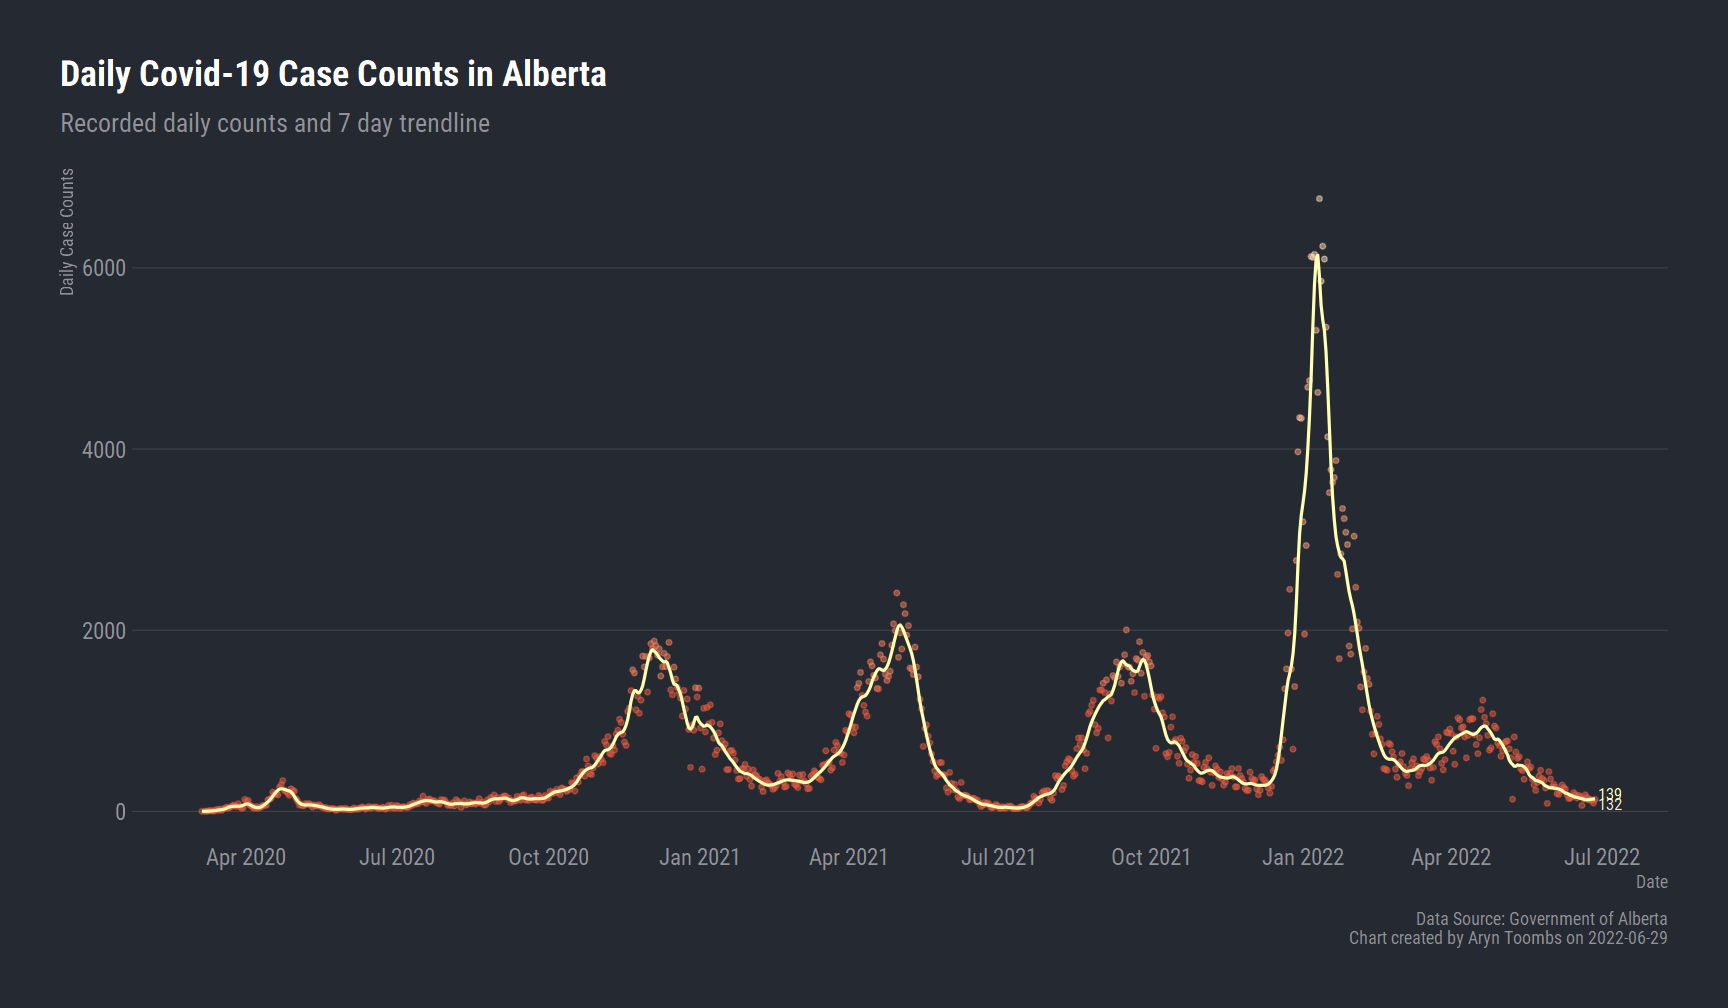 Daily Covid-19 Case Counts in Alberta
Recorded daily counts and 7 day trendline
Daily Case Counts
6000
4000
2000
0
139
132
Apr 2020
Jul 2020
Oct 2020
Jan 2021
Apr 2021
Jul 2021
Oct 2021
Jan 2022
Apr 2022
Jul 2022
Date
Data Source: Government of Alberta
Chart created by Aryn Toombs on 2022-06-29